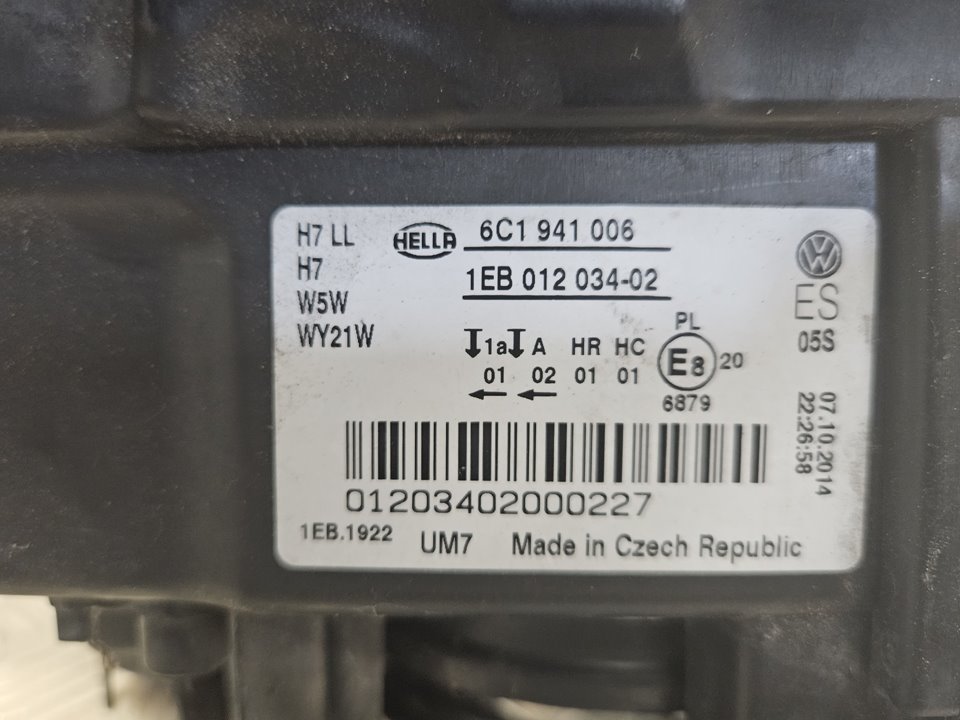 H7 LL
H7
W5W
WY21W
HELLA
6C1 941 006
1EB 012 034-02
1a A HR HC
01 02 01 01
PL
E8 20
6879
VW
ES
05S
07.10.2014
22:26:58
01203402000227
1EB.1922
UM7
Made in Czech Republic